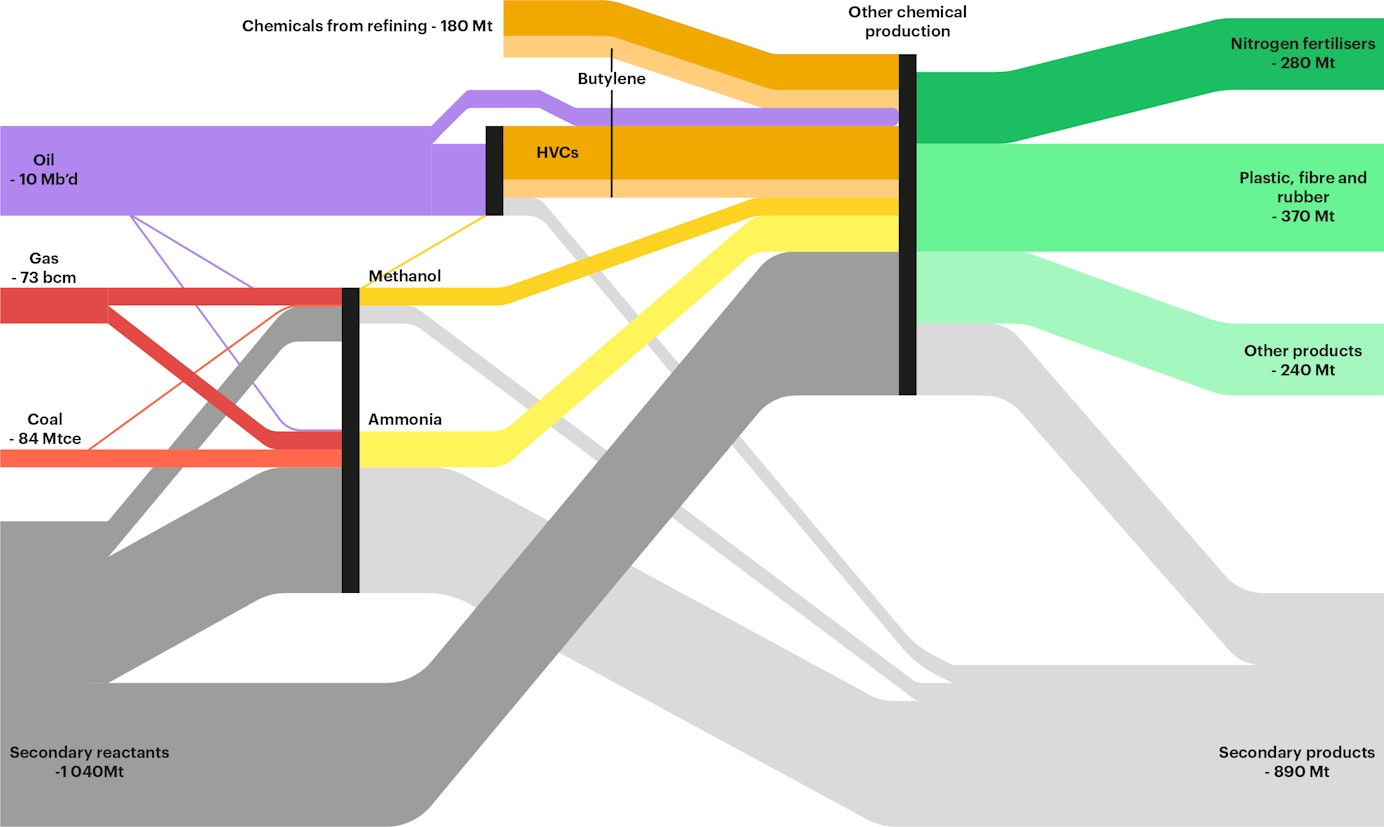 Other chemical
production
Chemicals from refining - 180 Mt
Nitrogen fertilisers
- 280 Mt
Butylene
Oil
- 10 Mb’d
HVCs
Plastic, fibre and
rubber
- 370 Mt
Gas
- 73 bcm
Methanol
Other products
- 240 Mt
Coal
- 84 Mtce
Ammonia
Secondary reactants
-1 040Mt
Secondary products
- 890 Mt